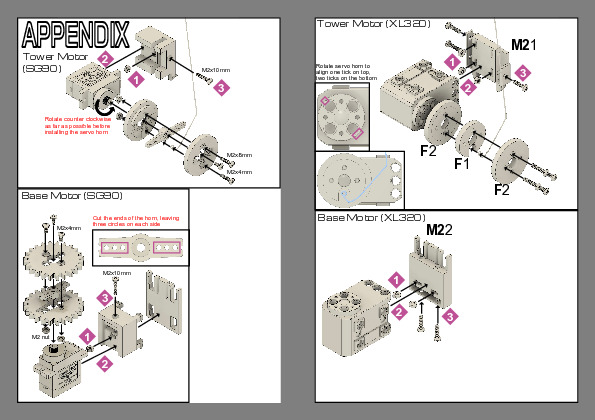 APPENDIX
Tower Motor
(SG90)
2
1
M2x10mm
3
Rotate counter clockwise
as far as possible before
installing the servo horn
M2x8mm
M2x4mm
Base Motor (SG90)
M2x4mm
Cut the ends of the horn, leaving
three circles on each side
M2x10mm
3
M2 nut
1
2
Tower Motor (XL320)
M21
1
Rotate servo horn to
align one tick on top,
two ticks on the bottom
3
2
F2
F1
F2
Base Motor (XL320)
M22
1
2
3